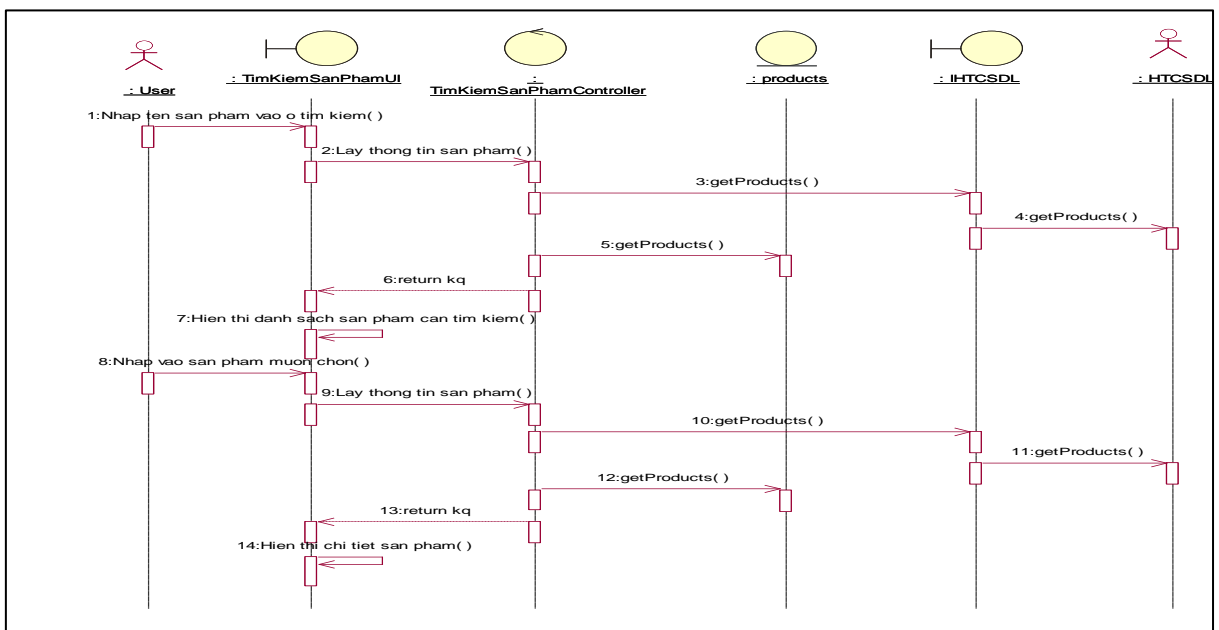 : User
: TimKiemSanPhamUI
:
TimKiemSanPhamController
: products
: IHTCSDL
: HTCSDL
1:Nhap ten san pham vao o tim kiem( )
2:Lay thong tin san pham( )
3:getProducts( )
4:getProducts( )
5:getProducts( )
6:return kq
7:Hien thi danh sach san pham can tim kiem( )
8:Nhap vao san pham muon chon( )
9:Lay thong tin san pham( )
10:getProducts( )
11:getProducts( )
12:getProducts( )
13:return kq
14:Hien thi chi tiet san pham( )